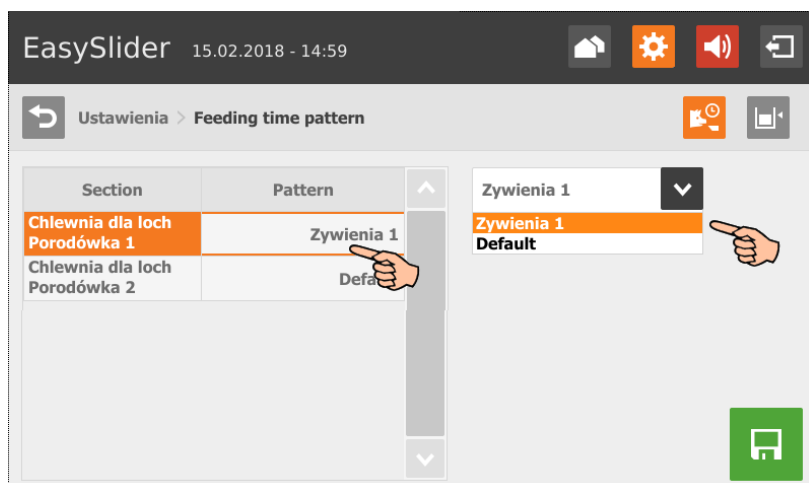 EasySlider 15.02.2018 - 14:59
Ustawienia > Feeding time pattern
Section Pattern
Chlewnia dla loch
Porodówka 1
Zywienia 1
Chlewnia dla loch
Porodówka 2
Zywienia 1
Zywienia 1
Default